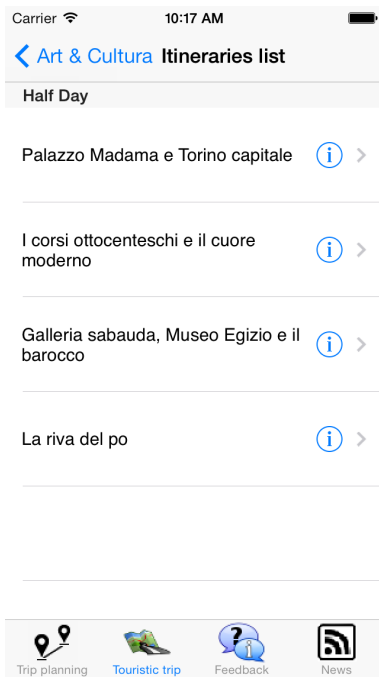 Carrier 10:17 AM
Art & Cultura Itineraries list
Half Day
Palazzo Madama e Torino capitale
I corsi ottocenteschi e il cuore
moderno
Galleria sabauda, Museo Egizio e il
barocco
La riva del po
Trip planning Touristic trip Feedback News